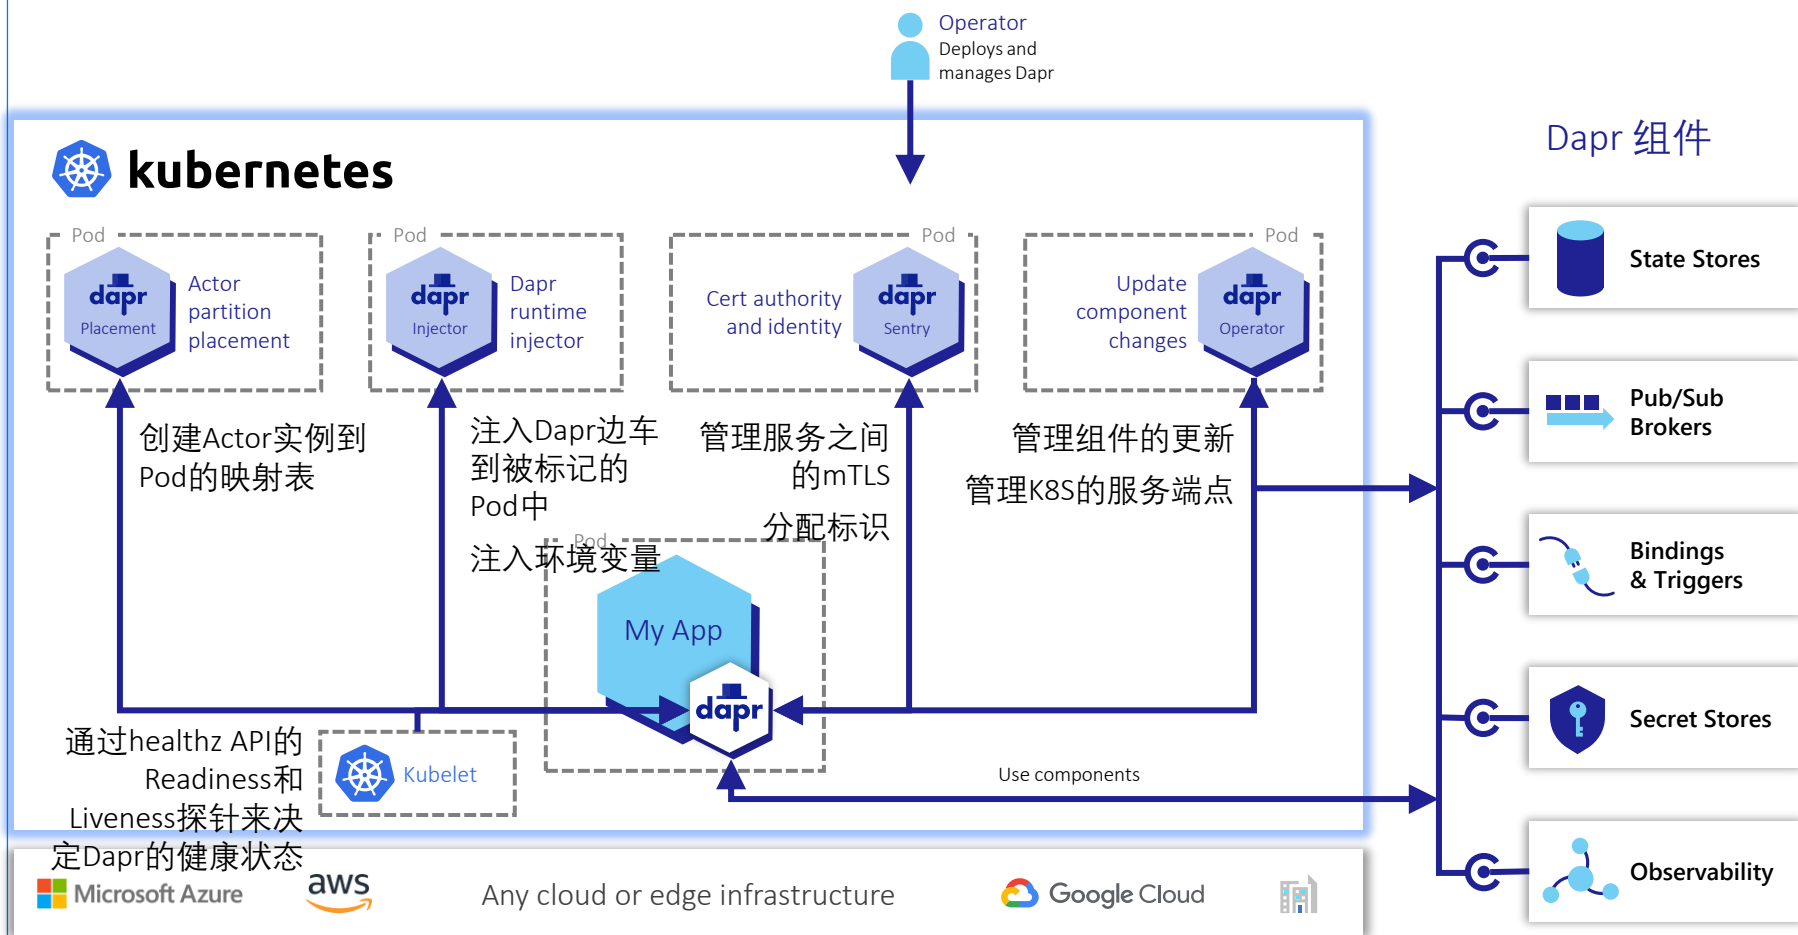 Operator
Deploys and
manages Dapr
kubernetes
Dapr 组件
Pod
dapr
Placement
Actor
partition
placement
Pod
dapr
Injector
Dapr
runtime
injector
Pod
Cert authority
and identity
dapr
Sentry
Pod
Update
component
changes
dapr
Operator
创建Actor实例到
Pod的映射表
注入Dapr边车
到被标记的
Pod中
注入环境变量
管理服务之间
的mTLS
分配标识
管理组件的更新
管理K8S的服务端点
Pod
My App
dapr
通过healthz API的
Readiness和
Liveness探针来决
定Dapr的健康状态
Kubelet
Use components
State Stores
Pub/Sub
Brokers
Bindings
& Triggers
Secret Stores
Observability
Microsoft Azure
aws
Any cloud or edge infrastructure
Google Cloud